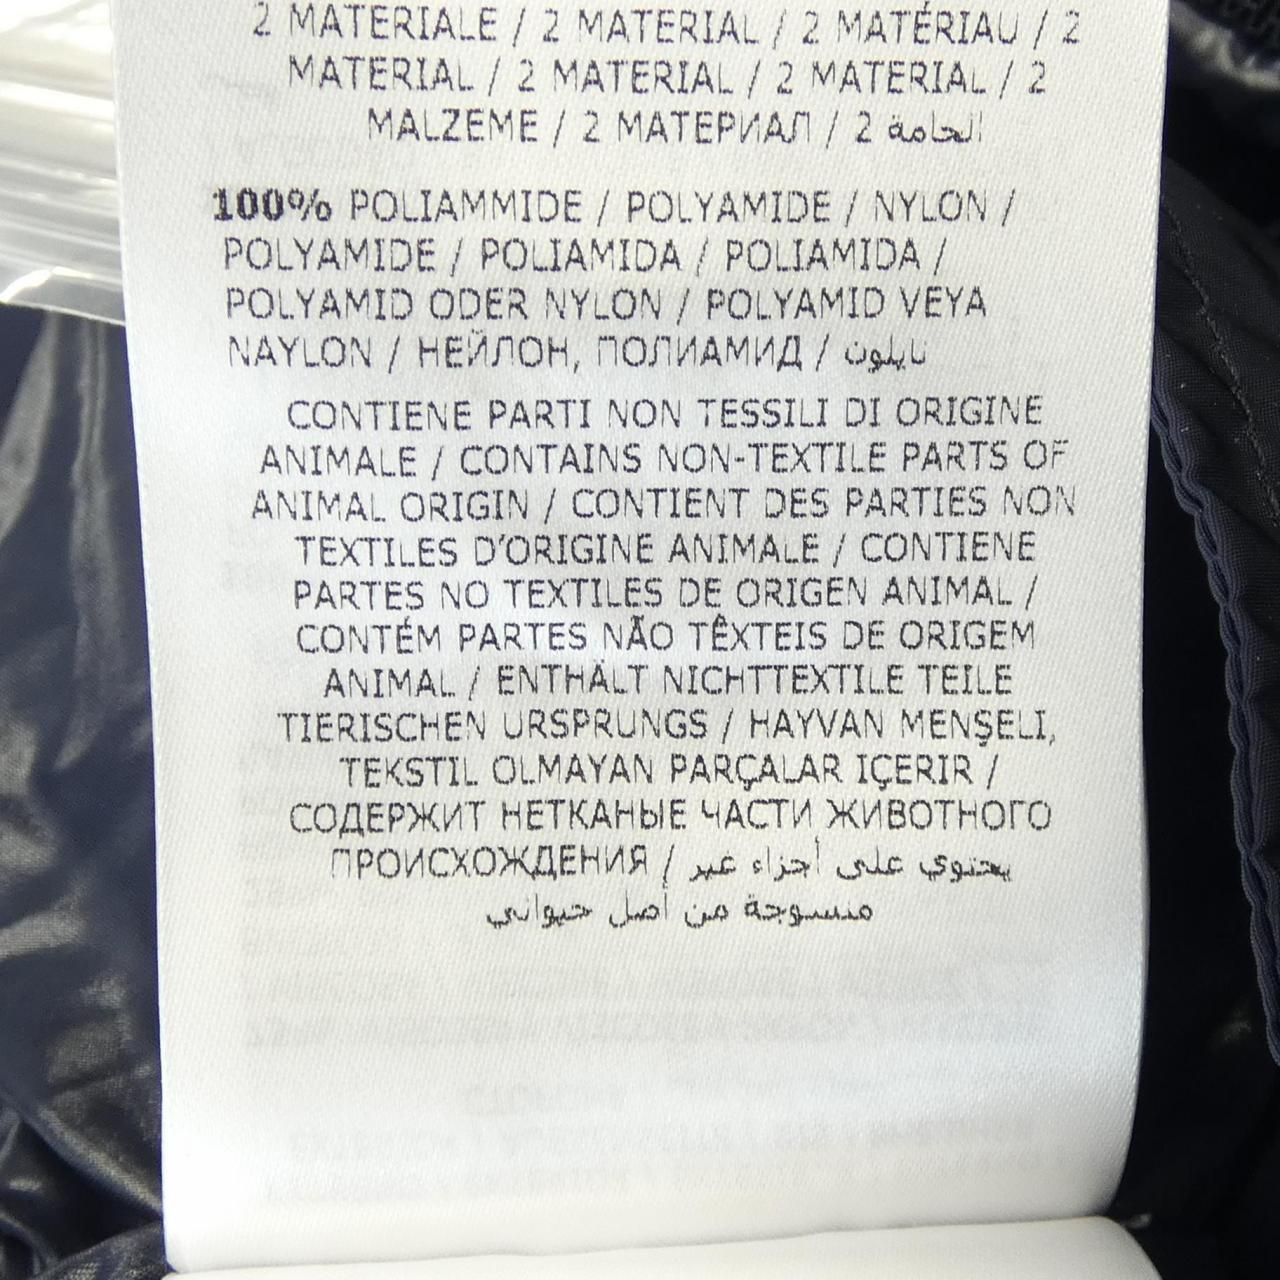 2 MATERIALE / 2 MATERIAL / 2 MATÉRIAU / 2
MATERIAL / 2 MATERIAL / 2 MATERIAL / 2
MALZEME / 2 МАТЕРИАЛ / 2 الخامة
100% POLIAMMIDE / POLYAMIDE / NYLON /
POLYAMIDE / POLIAMIDA / POLIAMIDA /
POLYAMID ODER NYLON / POLYAMID VEYA
NAYLON / НЕЙЛОН, ПОЛИАМИД / نايلون
CONTIENE PARTI NON TESSILI DI ORIGINE
ANIMALE / CONTAINS NON-TEXTILE PARTS OF
ANIMAL ORIGIN / CONTIENT DES PARTIES NON
TEXTILES D'ORIGINE ANIMALE / CONTIENE
PARTES NO TEXTILES DE ORIGEN ANIMAL /
CONTÉM PARTES NÃO TÊXTEIS DE ORIGEM
ANIMAL / ENTHÄLT NICHTTEXTILE TEILE
TIERISCHEN URSPRUNGS / HAYVAN MENŞELİ,
TEKSTIL OLMAYAN PARÇALAR IÇERIR /
СОДЕРЖИТ НЕТКАНЫЕ ЧАСТИ ЖИВОТНОГО
ПРОИСХОЖДЕНИЯ / يحتوي على أجزاء غير
منسوجة من أصل حيواني